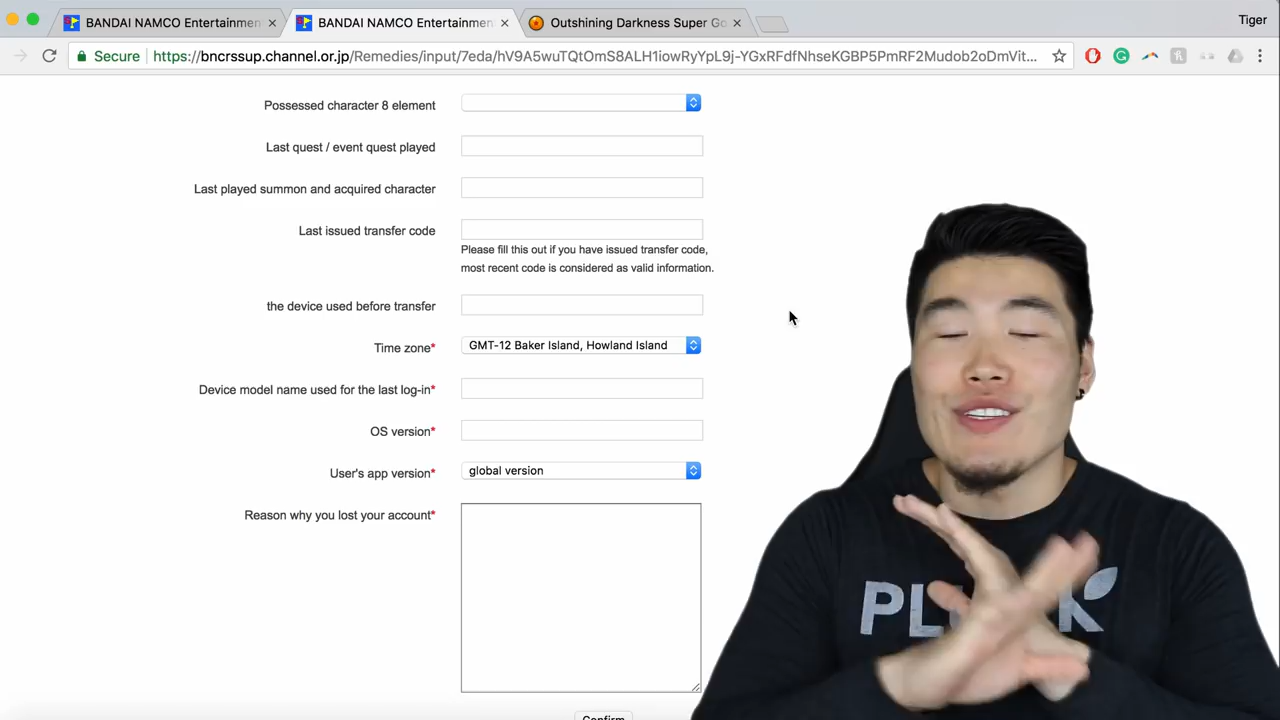 BANDAI NAMCO Entertainmen
BANDAI NAMCO Entertainmen
Outshining Darkness Super Go
Tiger
Secure
https://bncrssup.channel.or.jp/Remedies/input/7eda/hV9A5wuTQtOmS8ALH1iowRyYpL9j-YGxRFdfNhseKGBP5PmRF2Mudob2oDmVit...
Possessed character 8 element
Last quest / event quest played
Last played summon and acquired character
Last issued transfer code
Please fill this out if you have issued transfer code,
most recent code is considered as valid information.
the device used before transfer
Time zone*
GMT-12 Baker Island, Howland Island
Device model name used for the last log-in*
OS version*
User's app version*
global version
Reason why you lost your account*
Confirm